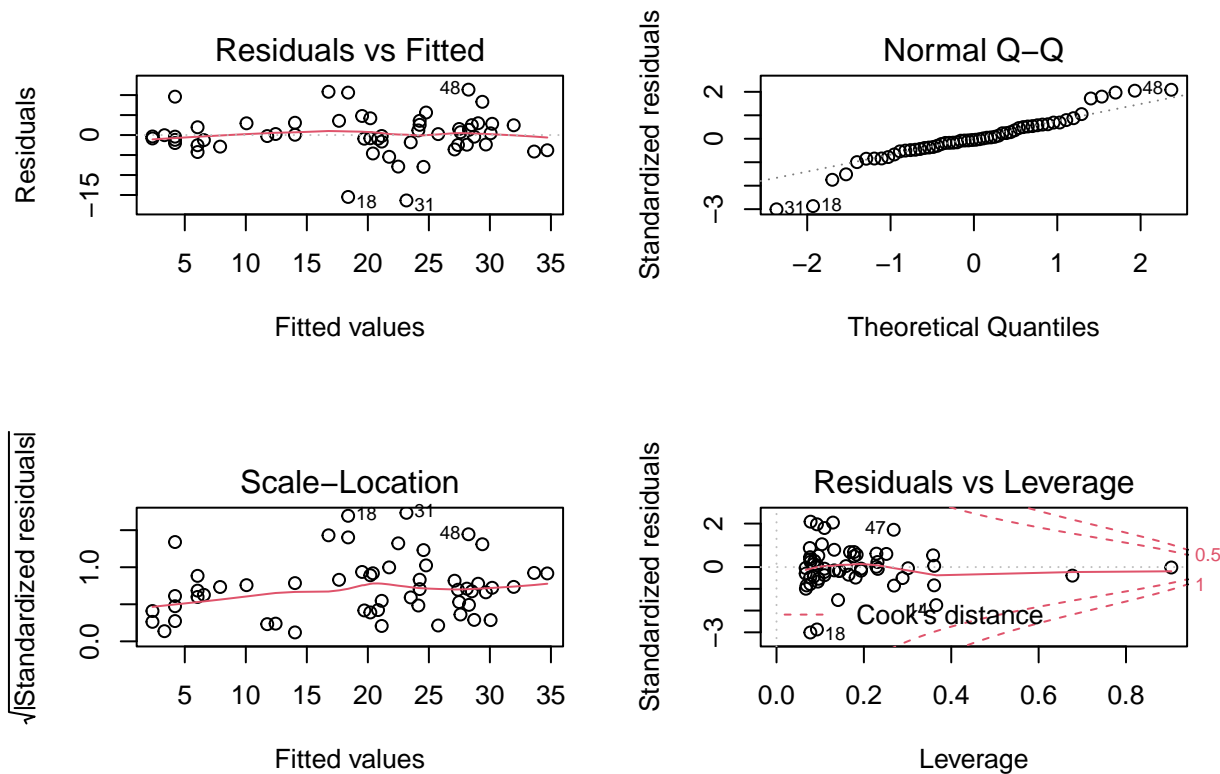 Residuals vs Fitted
Residuals
0
−15
48
18
31
5 10 15 20 25 30 35
Fitted values
Normal Q−Q
Standardized residuals
2
0
−3
48
31
18
−2 −1 0 1 2
Theoretical Quantiles
Scale−Location
√|Standardized residuals|
1.0
0.0
18
31
48
5 10 15 20 25 30 35
Fitted values
Residuals vs Leverage
Standardized residuals
2
0
−3
47
14
18
Cook's distance
0.5
1
0.0 0.2 0.4 0.6 0.8
Leverage